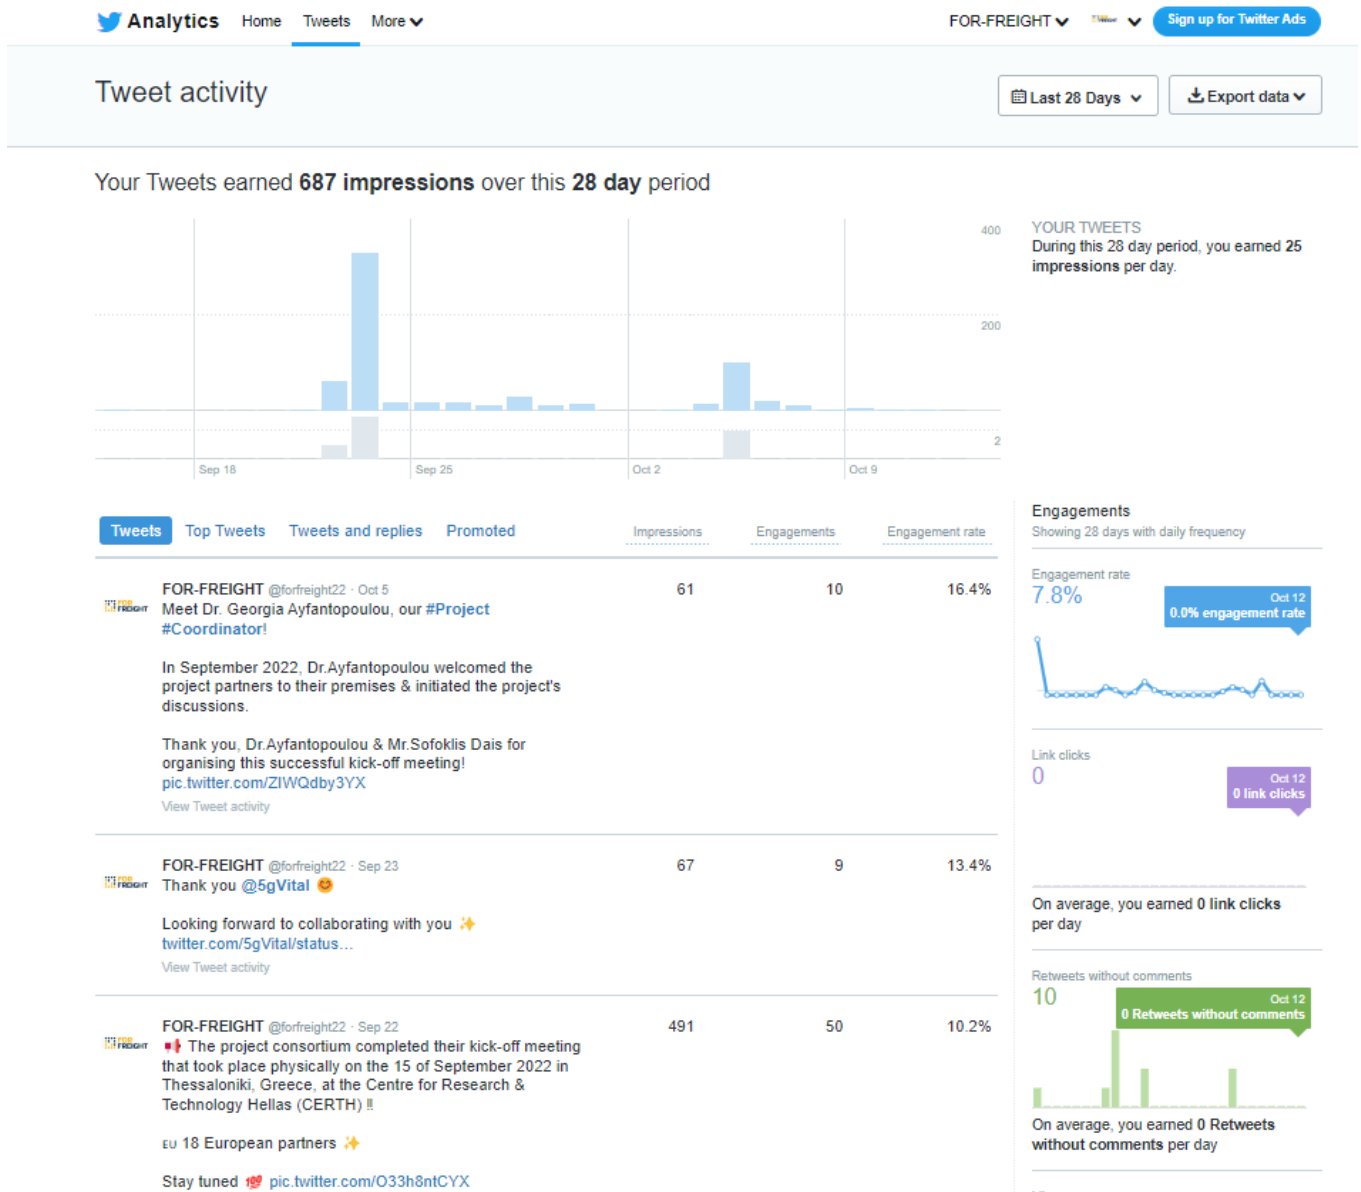 Analytics Home Tweets More
FOR-FREIGHT Sign up for Twitter Ads
Tweet activity
Last 28 Days
Export data
Your Tweets earned 687 impressions over this 28 day period
400
200
2
Sep 18
Sep 25
Oct 2
Oct 9
YOUR TWEETS
During this 28 day period, you earned 25
impressions per day.
Tweets Top Tweets Tweets and replies Promoted Impressions Engagements Engagement rate
FOR-FREIGHT @forfreight22 · Oct 5 61 10 16.4%
FOR
FREIGHT
Meet Dr. Georgia Ayfantopoulou, our #Project
#Coordinator!
In September 2022, Dr.Ayfantopoulou welcomed the
project partners to their premises & initiated the project's
discussions.
Thank you, Dr.Ayfantopoulou & Mr.Sofoklis Dais for
organising this successful kick-off meeting!
pic.twitter.com/ZIWQdby3YX
View Tweet activity
FOR-FREIGHT @forfreight22 · Sep 23 67 9 13.4%
FOR
FREIGHT
Thank you @5gVital 😊
Looking forward to collaborating with you ✨
twitter.com/5gVital/status…
View Tweet activity
FOR-FREIGHT @forfreight22 · Sep 22 491 50 10.2%
FOR
FREIGHT
📢 The project consortium completed their kick-off meeting
that took place physically on the 15 of September 2022 in
Thessaloniki, Greece, at the Centre for Research &
Technology Hellas (CERTH) ‼
EU 18 European partners ✨
Stay tuned 💯 pic.twitter.com/O33h8ntCYX
Engagements
Showing 28 days with daily frequency
Engagement rate
7.8%
Oct 12
0.0% engagement rate
Link clicks
0
Oct 12
0 link clicks
On average, you earned 0 link clicks
per day
Retweets without comments
10
Oct 12
0 Retweets without comments
On average, you earned 0 Retweets
without comments per day